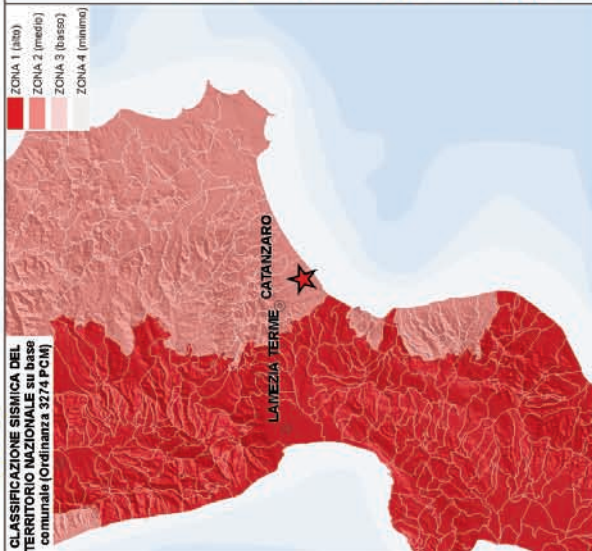 CLASSIFICAZIONE SISMICA DEL
TERRITORIO NAZIONALE su base
comunale (Ordinanza 3274 PCM)
ZONA 1 (alto)
ZONA 2 (medio)
ZONA 3 (basso)
ZONA 4 (minimo)
LAMEZIA TERME
CATANZARO